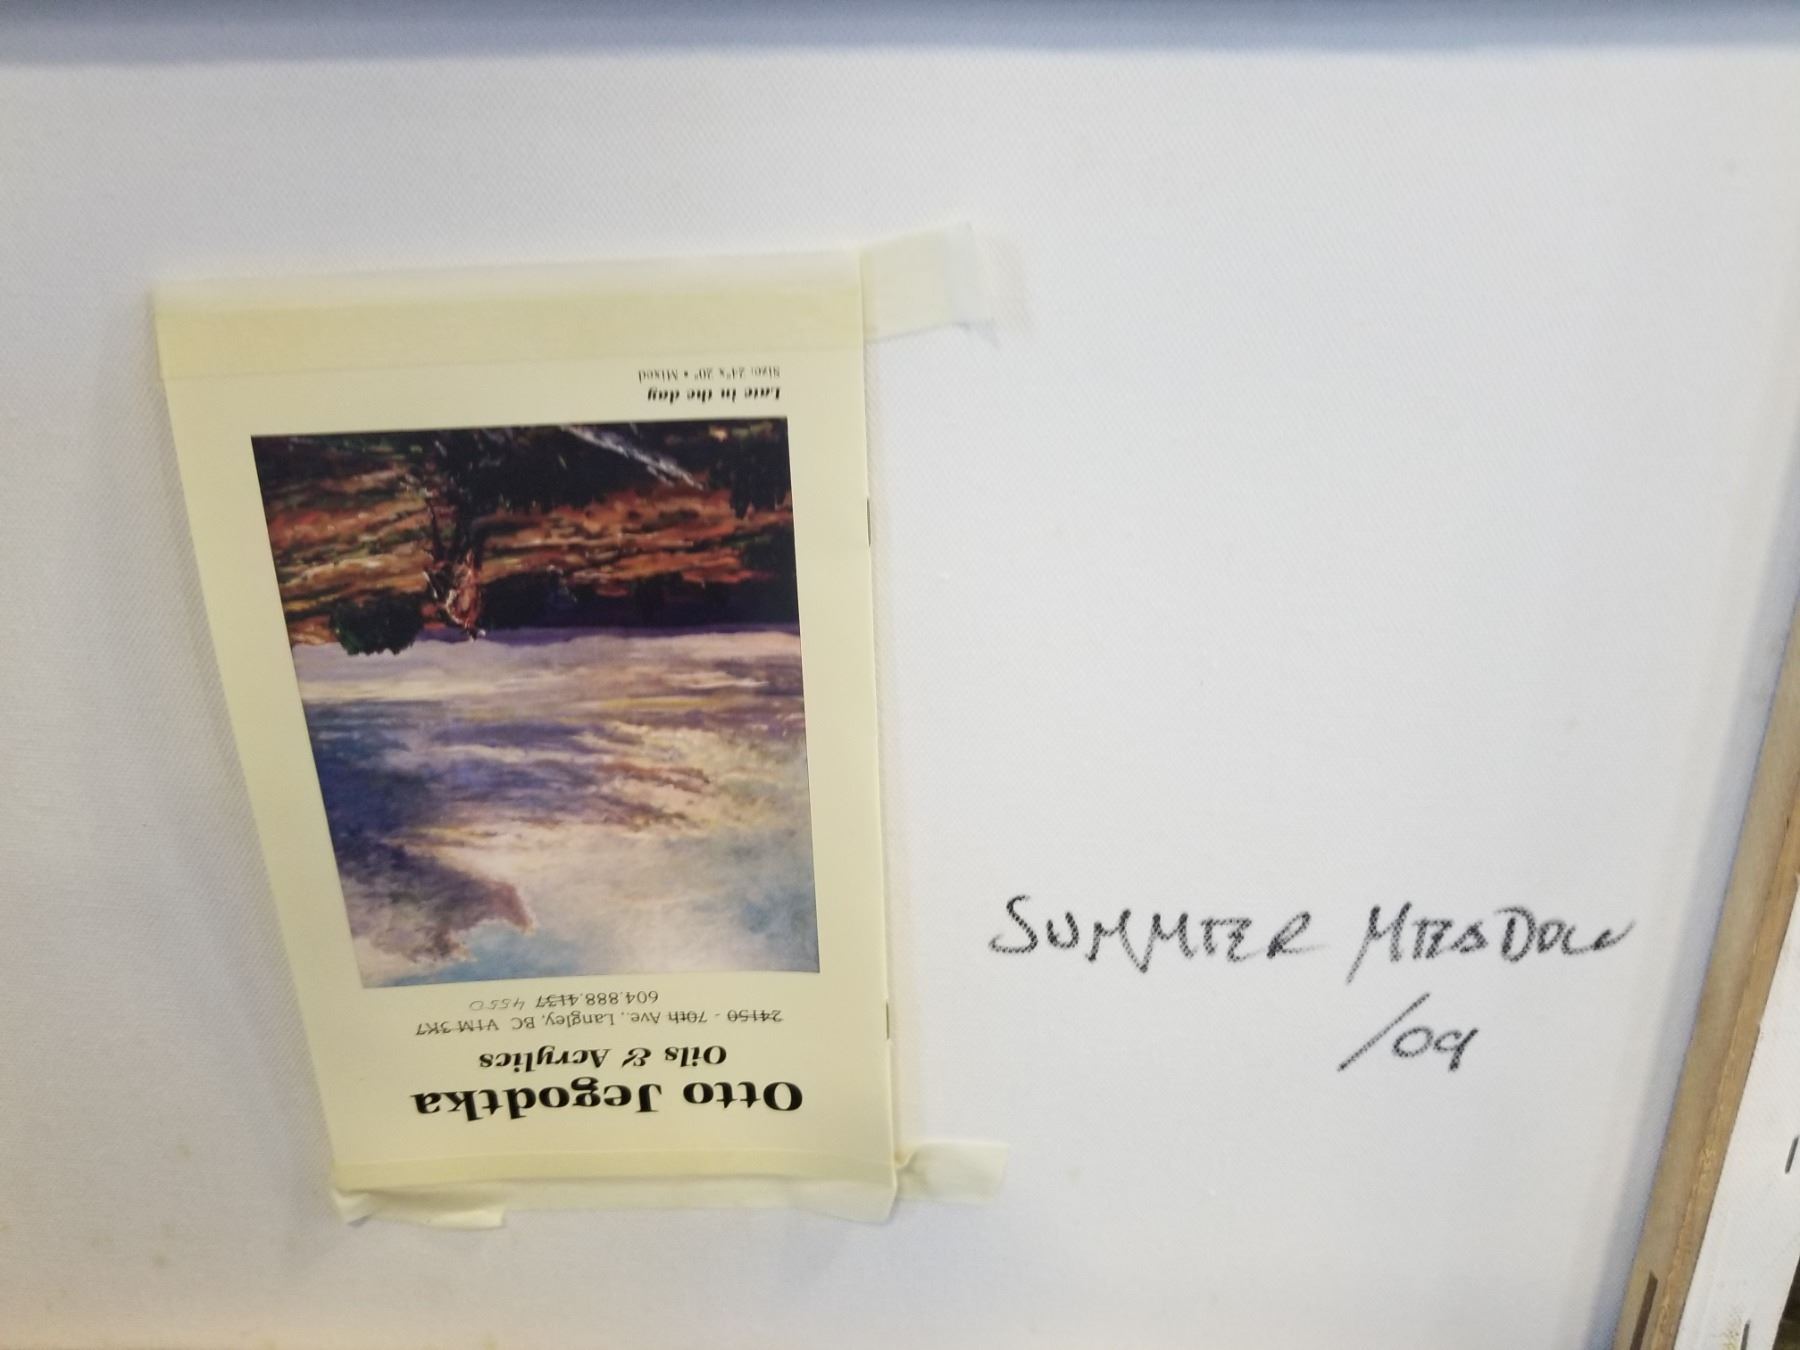 Otto Jegodtka
Oils & Acrylics
24150 - 70th Ave., Langley, BC V1M 3K7
604.888.4137 4550
Late in the day
Size: 24"x 20" • Mixed
SUMMER MEADOW
/09